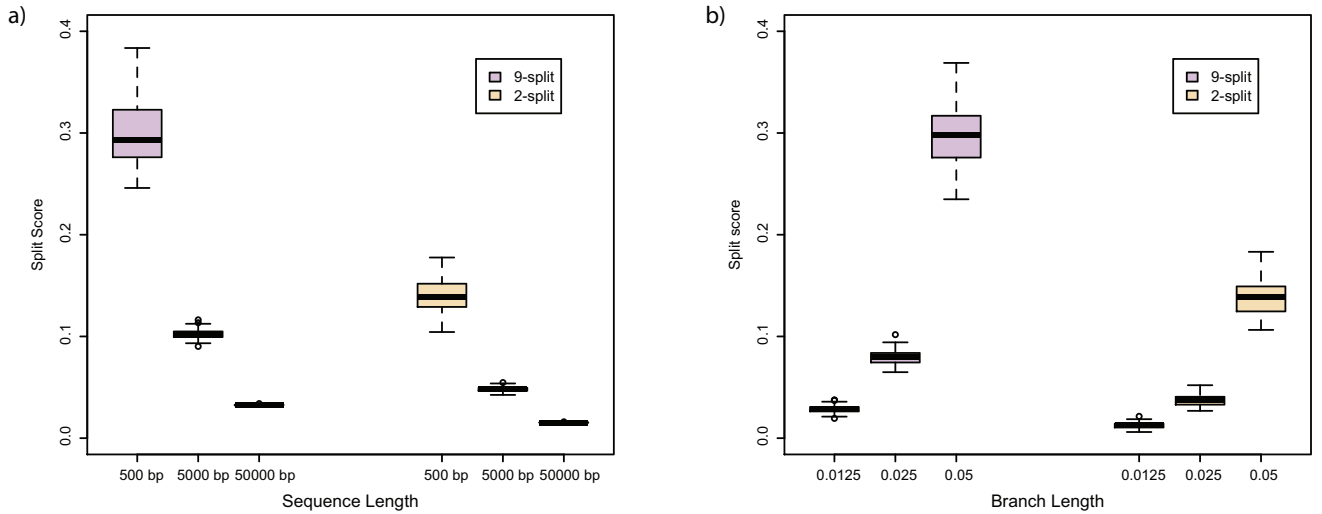 a)
0.4
0.3
0.2
0.1
0.0
Split Score
9-split
2-split
500 bp 5000 bp 50000 bp 500 bp 5000 bp 50000 bp
Sequence Length
b)
0.4
0.3
0.2
0.1
0.0
Split score
9-split
2-split
0.0125 0.025 0.05 0.0125 0.025 0.05
Branch Length